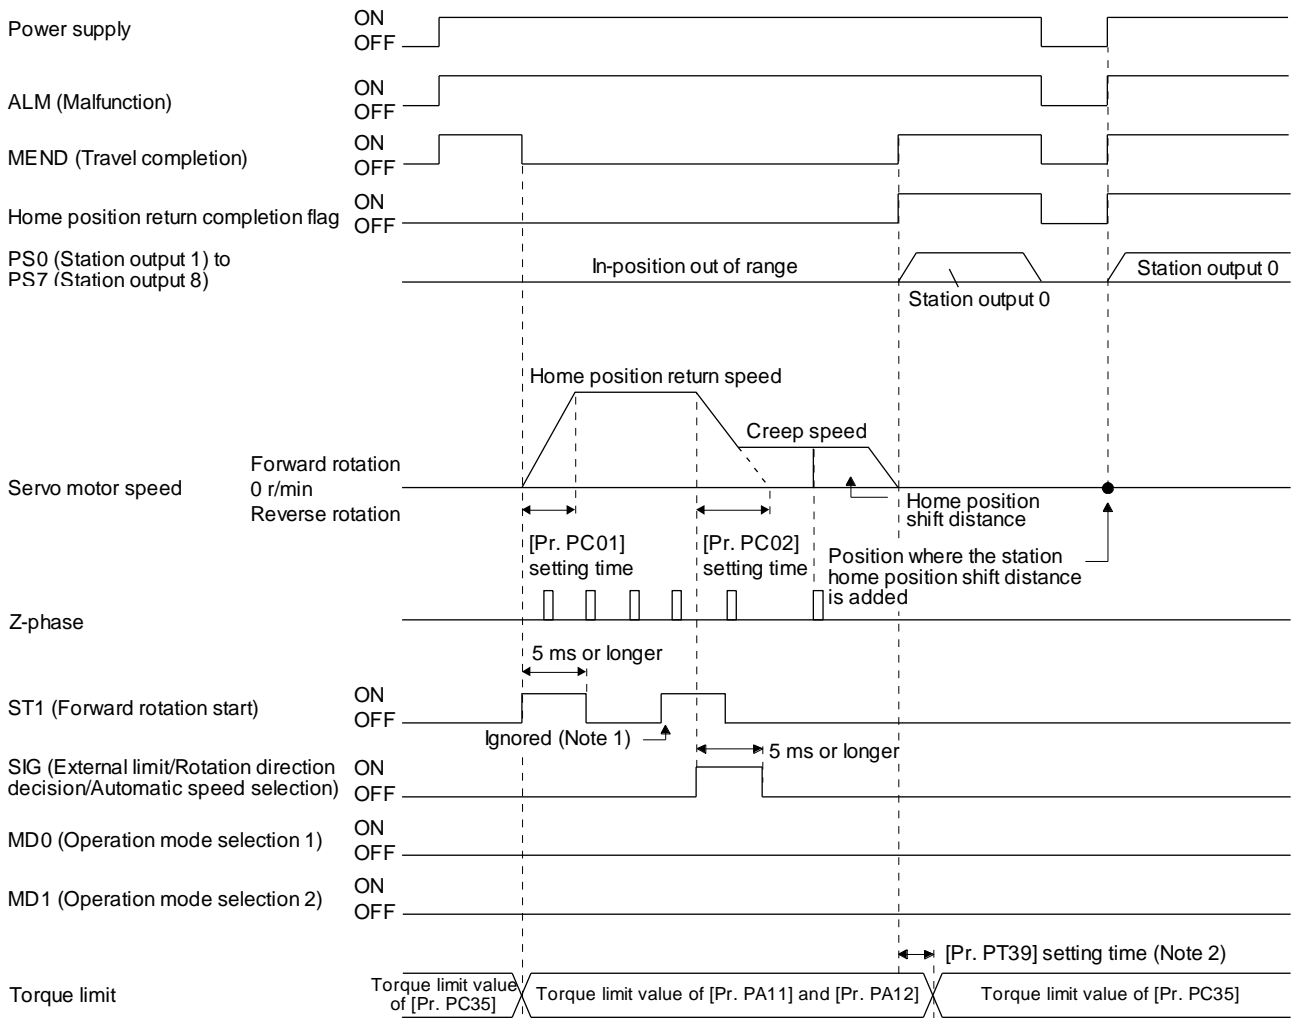 Power supply
ON
OFF
ALM (Malfunction)
ON
OFF
MEND (Travel completion)
ON
OFF
Home position return completion flag
ON
OFF
PS0 (Station output 1) to
PS7 (Station output 8)
In-position out of range
Station output 0
Station output 0
Home position return speed
Creep speed
Servo motor speed
Forward rotation
0 r/min
Reverse rotation
Home position
shift distance
[Pr. PC01]
setting time
[Pr. PC02]
setting time
Position where the station
home position shift distance
is added
Z-phase
5 ms or longer
ST1 (Forward rotation start)
ON
OFF
Ignored (Note 1)
5 ms or longer
SIG (External limit/Rotation direction
decision/Automatic speed selection)
ON
OFF
MD0 (Operation mode selection 1)
ON
OFF
MD1 (Operation mode selection 2)
ON
OFF
[Pr. PT39] setting time (Note 2)
Torque limit
Torque limit value
of [Pr. PC35]
Torque limit value of [Pr. PA11] and [Pr. PA12]
Torque limit value of [Pr. PC35]